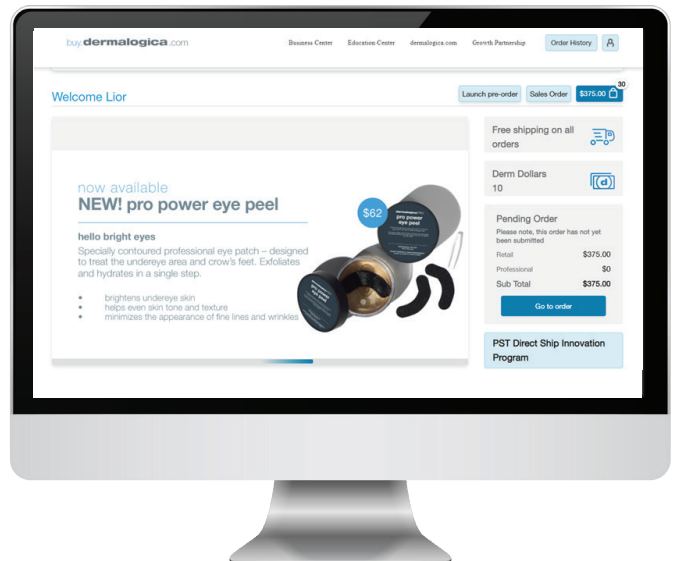 buy.dermalogica.com
Business Center
Education Center
dermalogica.com
Growth Partnership
Order History
Welcome Lior
Launch pre-order
Sales Order
$375.00
30
now available
NEW! pro power eye peel
hello bright eyes
Specially contoured professional eye patch – designed
to treat the undereye area and crow's feet. Exfoliates
and hydrates in a single step.
• brightens undereye skin
• helps even skin tone and texture
• minimizes the appearance of fine lines and wrinkles
$62
pro power
eye peel
pro power
eye peel
Free shipping on all
orders
Derm Dollars
10
(d)
Pending Order
Please note, this order has not yet
been submitted
Retail $375.00
Professional $0
Sub Total $375.00
Go to order
PST Direct Ship Innovation
Program